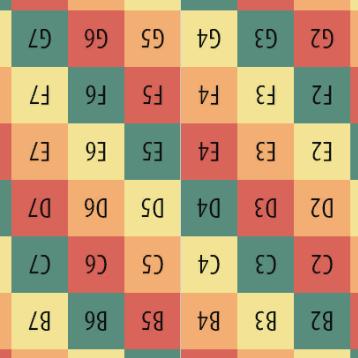 B2 B3 B4 B5 B6 B7
C2 C3 C4 C5 C6 C7
D2 D3 D4 D5 D6 D7
E2 E3 E4 E5 E6 E7
F2 F3 F4 F5 F6 F7
G2 G3 G4 G5 G6 G7